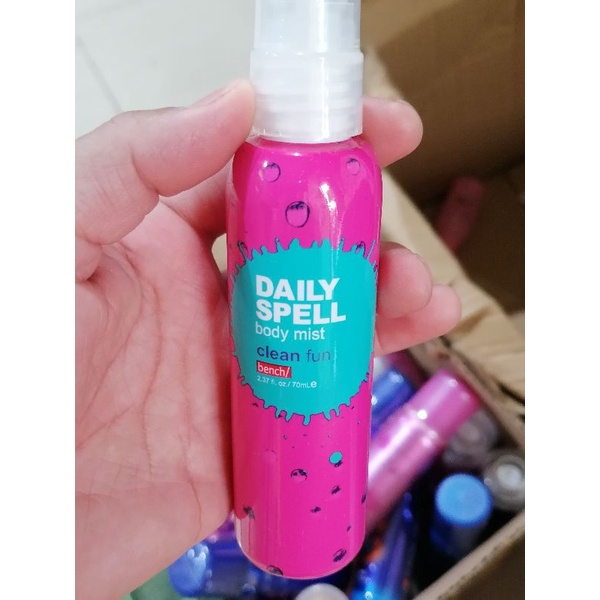 DAILY
SPELL
body mist
clean fun
bench/
2.37 fl. oz / 70mL℮